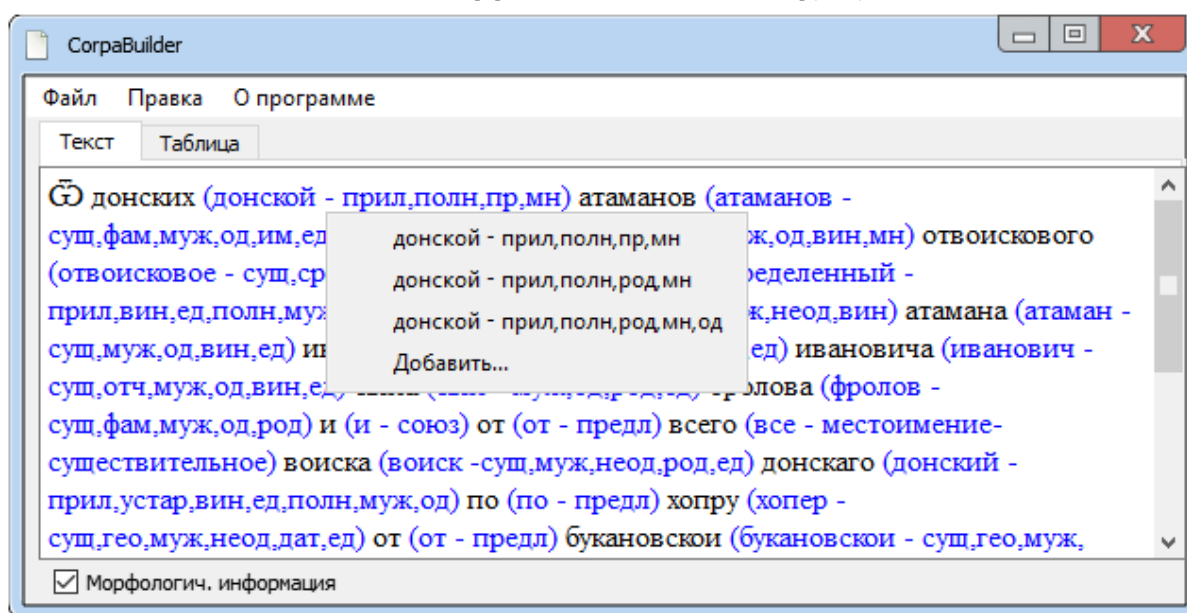 CorpaBuilder
Файл Правка О программе
Текст Таблица
Ѿ донских (донской - прил,полн,пр,мн) атаманов (атаманов -
сущ,фам,муж,од,им,ед ж,од,вин,мн) отвоискового
(отвоисковое - сущ,ср еделенный -
прил,вин,ед,полн,муж ж,неод,вин) атамана (атаман -
сущ,муж,од,вин,ед) ед) ивановича (иванович -
сущ,отч,муж,од,вин,ед) (фролов -
сущ,фам,муж,од,род) и (и - союз) от (от - предл) всего (все - местоимение-
существительное) воиска (воиск -сущ,муж,неод,род,ед) донскаго (донский -
прил,устар,вин,ед,полн,муж,од) по (по - предл) хопру (хопер -
сущ,гео,муж,неод,дат,ед) от (от - предл) букановскои (букановскои - сущ,гео,муж,
донской - прил,полн,пр,мн
донской - прил,полн,род,мн
донской - прил,полн,род,мн,од
Добавить...
Морфологич. информация